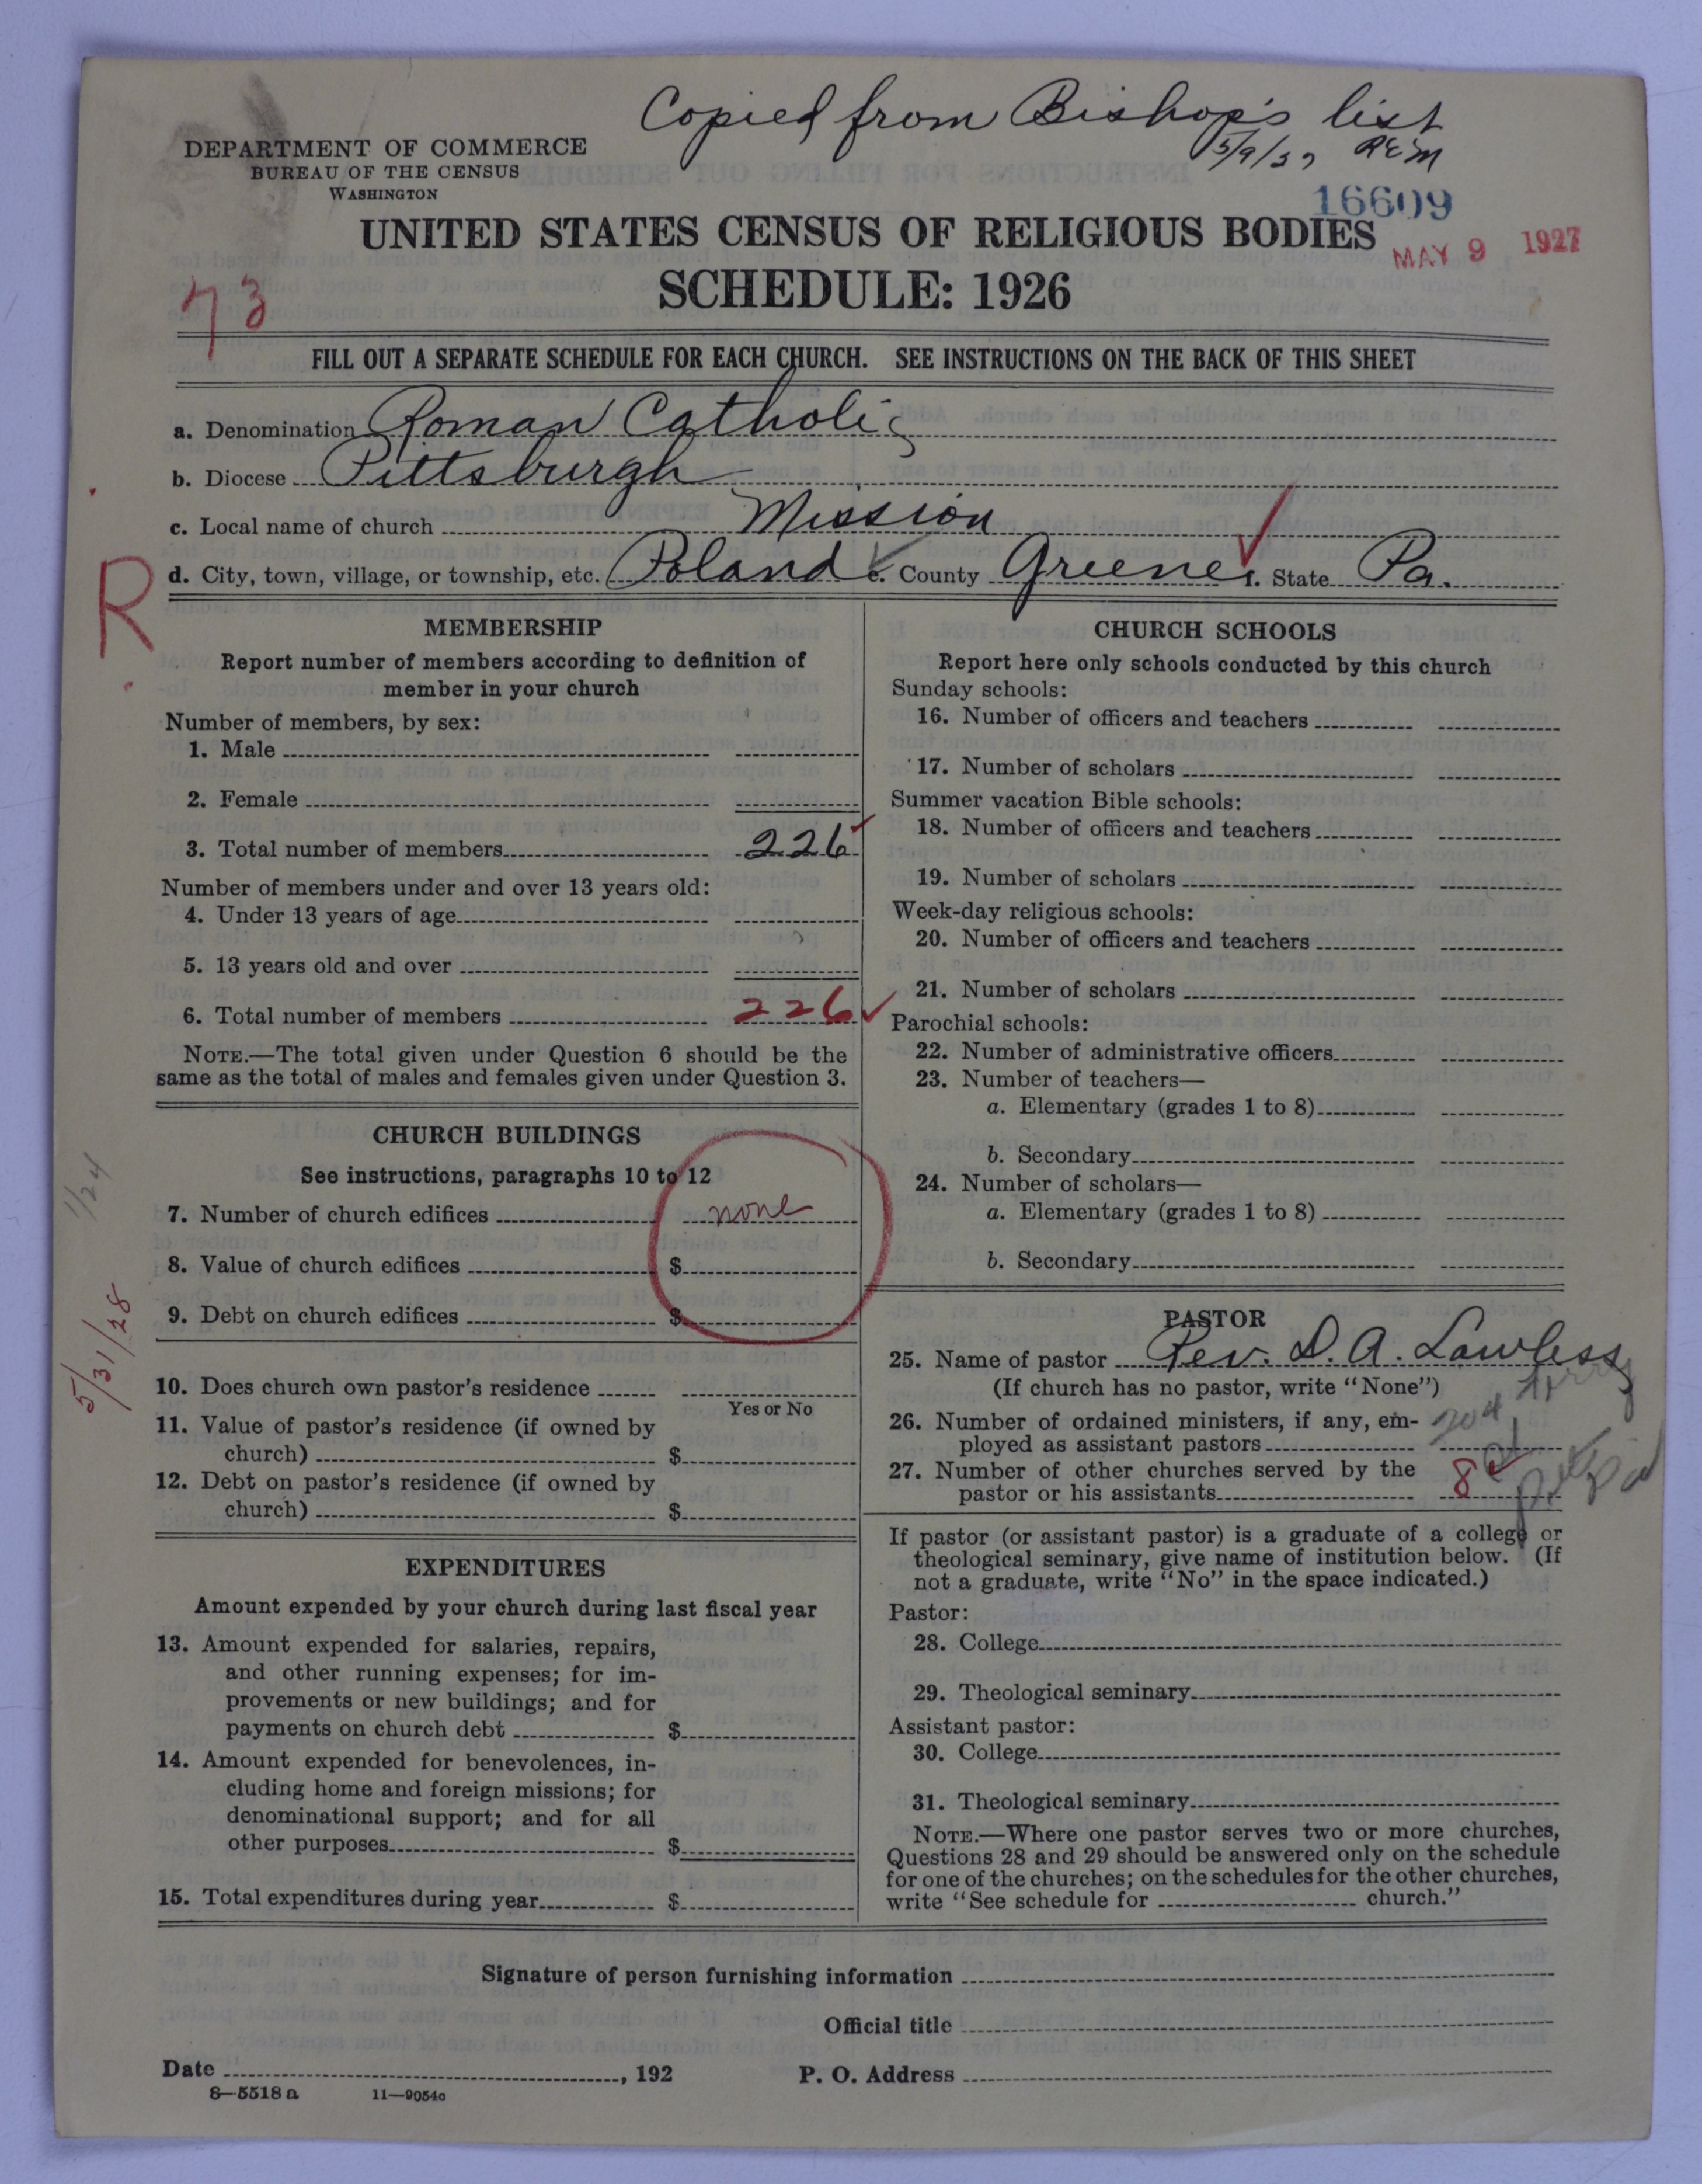 Copied from Bishop's list
5/9/27 REM
DEPARTMENT OF COMMERCE
BUREAU OF THE CENSUS
WASHINGTON
16609
UNITED STATES CENSUS OF RELIGIOUS BODIES
MAY 9 1927
SCHEDULE: 1926
73
FILL OUT A SEPARATE SCHEDULE FOR EACH CHURCH. SEE INSTRUCTIONS ON THE BACK OF THIS SHEET
a. Denomination Roman Catholic
b. Diocese Pittsburgh
c. Local name of church Mission
d. City, town, village, or township, etc. Poland e. County Greene f. State Pa.
R
MEMBERSHIP
Report number of members according to definition of
member in your church
Number of members, by sex:
1. Male
2. Female
3. Total number of members 226
Number of members under and over 13 years old:
4. Under 13 years of age
5. 13 years old and over
6. Total number of members 226
NOTE.—The total given under Question 6 should be the
same as the total of males and females given under Question 3.
CHURCH BUILDINGS
See instructions, paragraphs 10 to 12
7. Number of church edifices none
8. Value of church edifices $
9. Debt on church edifices $
1/24
5/31/28
10. Does church own pastor's residence
Yes or No
11. Value of pastor's residence (if owned by
church) $
12. Debt on pastor's residence (if owned by
church) $
EXPENDITURES
Amount expended by your church during last fiscal year
13. Amount expended for salaries, repairs,
and other running expenses; for im-
provements or new buildings; and for
payments on church debt $
14. Amount expended for benevolences, in-
cluding home and foreign missions; for
denominational support; and for all
other purposes $
15. Total expenditures during year $
CHURCH SCHOOLS
Report here only schools conducted by this church
Sunday schools:
16. Number of officers and teachers
17. Number of scholars
Summer vacation Bible schools:
18. Number of officers and teachers
19. Number of scholars
Week-day religious schools:
20. Number of officers and teachers
21. Number of scholars
Parochial schools:
22. Number of administrative officers
23. Number of teachers—
a. Elementary (grades 1 to 8)
b. Secondary
24. Number of scholars—
a. Elementary (grades 1 to 8)
b. Secondary
PASTOR
25. Name of pastor Rev. D. A. Lawless
(If church has no pastor, write "None")
26. Number of ordained ministers, if any, em-
ployed as assistant pastors
27. Number of other churches served by the
pastor or his assistants 8
If pastor (or assistant pastor) is a graduate of a college or
theological seminary, give name of institution below. (If
not a graduate, write "No" in the space indicated.)
Pastor:
28. College
29. Theological seminary
Assistant pastor:
30. College
31. Theological seminary
NOTE.—Where one pastor serves two or more churches,
Questions 28 and 29 should be answered only on the schedule
for one of the churches; on the schedules for the other churches,
write "See schedule for church."
Signature of person furnishing information
Official title
Date , 192 P. O. Address
8—5518 a 11—9054c